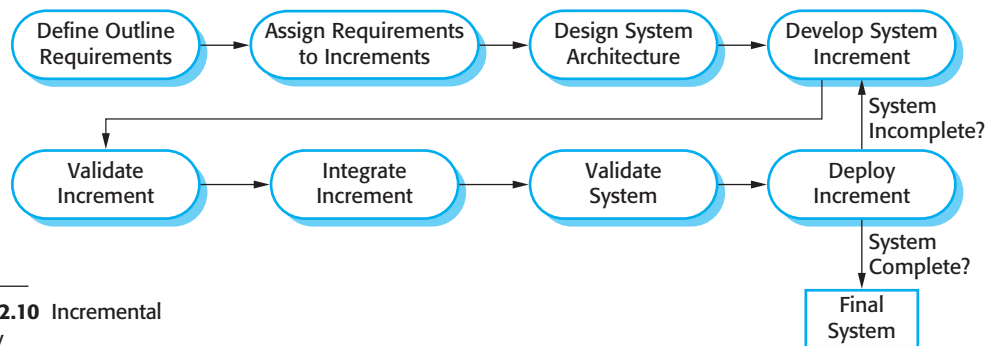 Define Outline
Requirements
Assign Requirements
to Increments
Design System
Architecture
Develop System
Increment
System
Incomplete?
Validate
Increment
Integrate
Increment
Validate
System
Deploy
Increment
System
Complete?
2.10 Incremental
Final
System